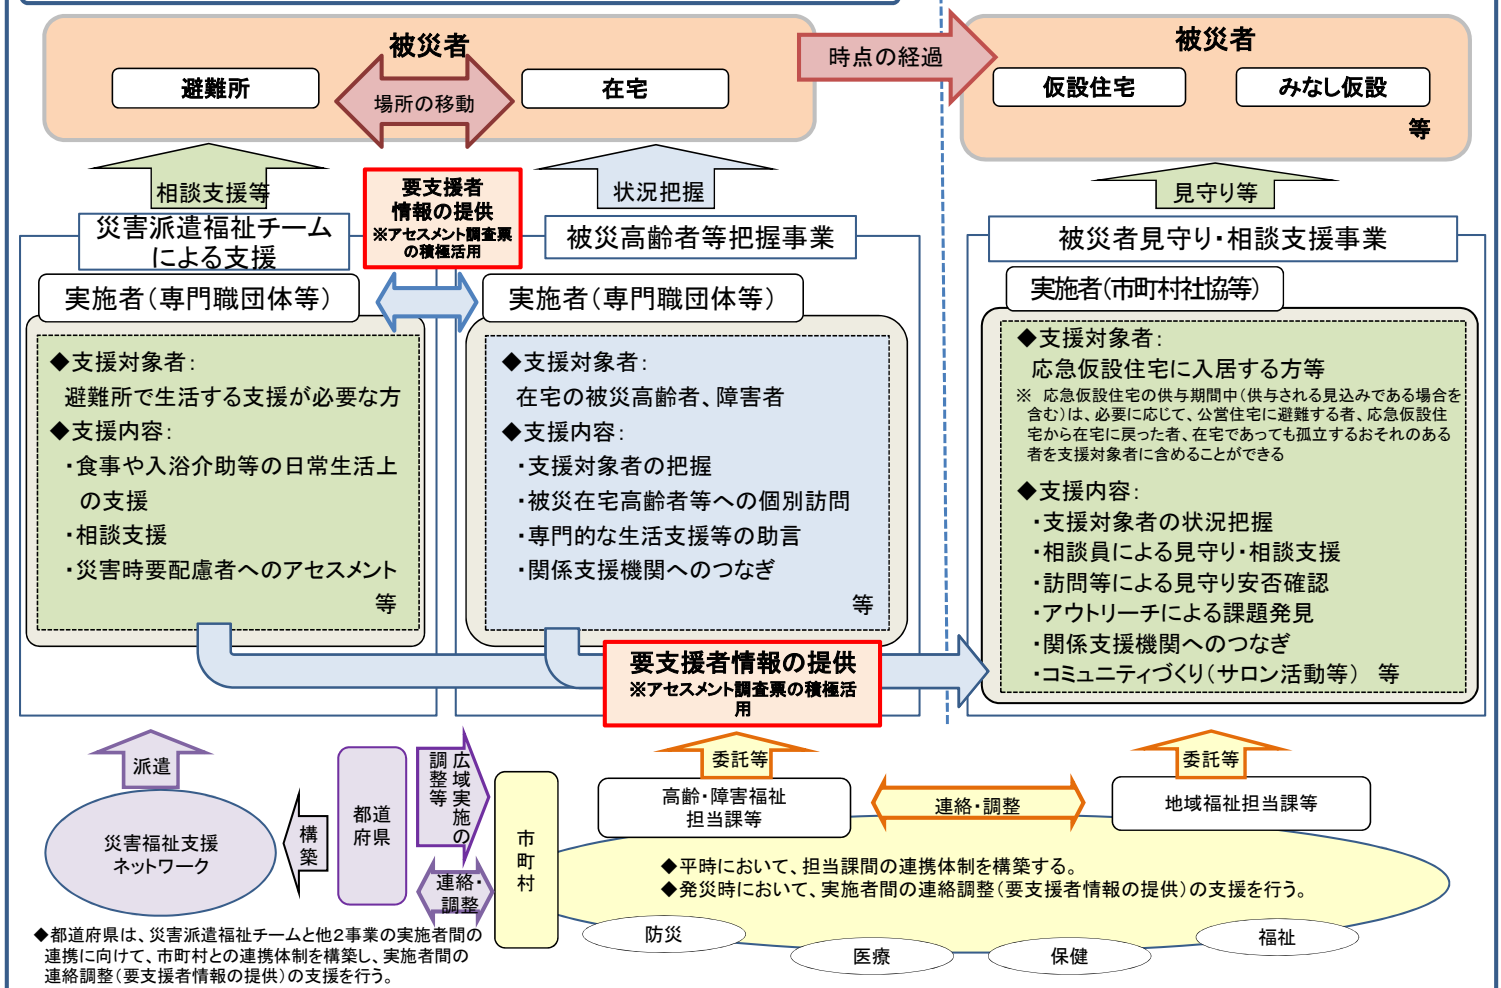 被災者
避難所
場所の移動
在宅
時点の経過
被災者
仮設住宅
みなし仮設
等
相談支援等
要支援者
情報の提供
※アセスメント調査票
の積極活用
状況把握
見守り等
災害派遣福祉チーム
による支援
被災高齢者等把握事業
被災者見守り・相談支援事業
実施者(専門職団体等)
◆支援対象者:
避難所で生活する支援が必要な方
◆支援内容:
・食事や入浴介助等の日常生活上
の支援
・相談支援
・災害時要配慮者へのアセスメント
等
実施者(専門職団体等)
◆支援対象者:
在宅の被災高齢者、障害者
◆支援内容:
・支援対象者の把握
・被災在宅高齢者等への個別訪問
・専門的な生活支援等の助言
・関係支援機関へのつなぎ
等
実施者(市町村社協等)
◆支援対象者:
応急仮設住宅に入居する方等
※ 応急仮設住宅の供与期間中(供与される見込みである場合を
含む)は、必要に応じて、公営住宅に避難する者、応急仮設住
宅から在宅に戻った者、在宅であっても孤立するおそれのある
者を支援対象者に含めることができる
◆支援内容:
・支援対象者の状況把握
・相談員による見守り・相談支援
・訪問等による見守り安否確認
・アウトリーチによる課題発見
・関係支援機関へのつなぎ
・コミュニティづくり(サロン活動等) 等
要支援者情報の提供
※アセスメント調査票の積極活
用
派遣
災害福祉支援
ネットワーク
構築
都道
府県
広域実施の
調整等
連絡・
調整
市町村
委託等
高齢・障害福祉
担当課等
連絡・調整
委託等
地域福祉担当課等
◆平時において、担当課間の連携体制を構築する。
◆発災時において、実施者間の連絡調整(要支援者情報の提供)の支援を行う。
防災
医療
保健
福祉
◆都道府県は、災害派遣福祉チームと他2事業の実施者間の
連携に向けて、市町村との連携体制を構築し、実施者間の
連絡調整(要支援者情報の提供)の支援を行う。